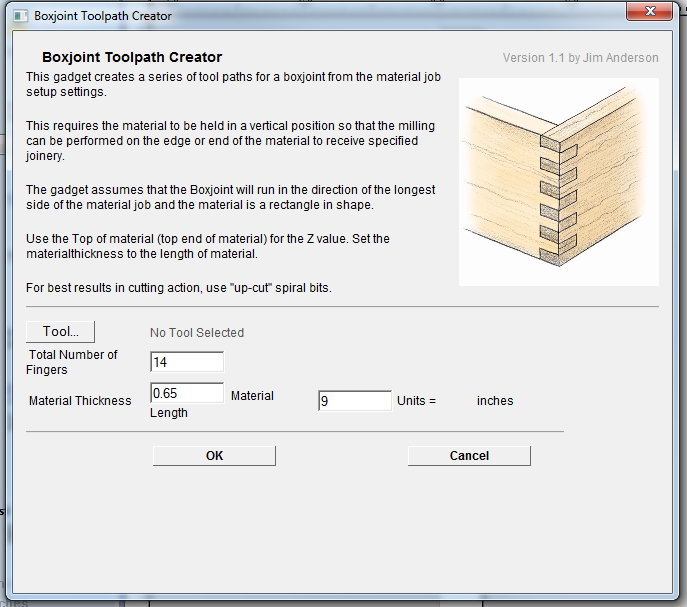 Boxjoint Toolpath Creator
Boxjoint Toolpath Creator
Version 1.1 by Jim Anderson
This gadget creates a series of tool paths for a boxjoint from the material job
setup settings.
This requires the material to be held in a vertical position so that the milling
can be performed on the edge or end of the material to receive specified
joinery.
The gadget assumes that the Boxjoint will run in the direction of the longest
side of the material job and the material is a rectangle in shape.
Use the Top of material (top end of material) for the Z value. Set the
materialthickness to the length of material.
For best results in cutting action, use "up-cut" spiral bits.
Tool...
No Tool Selected
Total Number of
Fingers
14
Material Thickness
0.65
Material
Length
9
Units =
inches
OK
Cancel